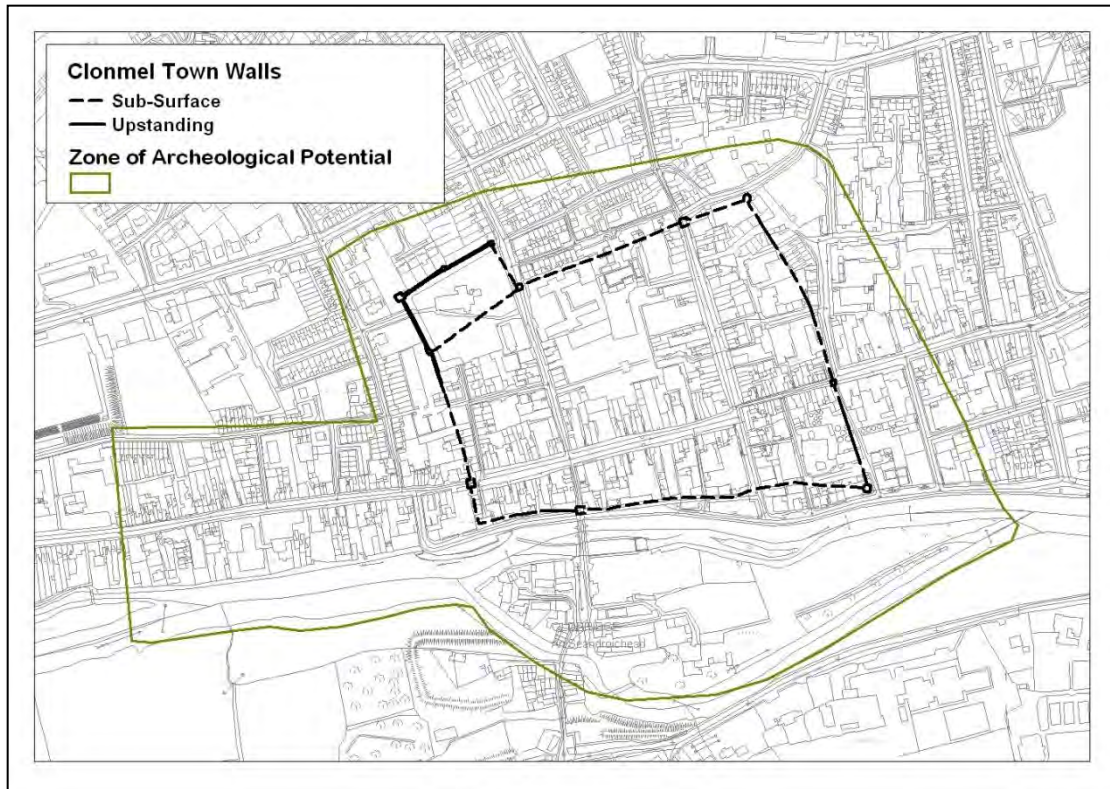 Clonmel Town Walls
Sub-Surface
Upstanding
Zone of Archeological Potential